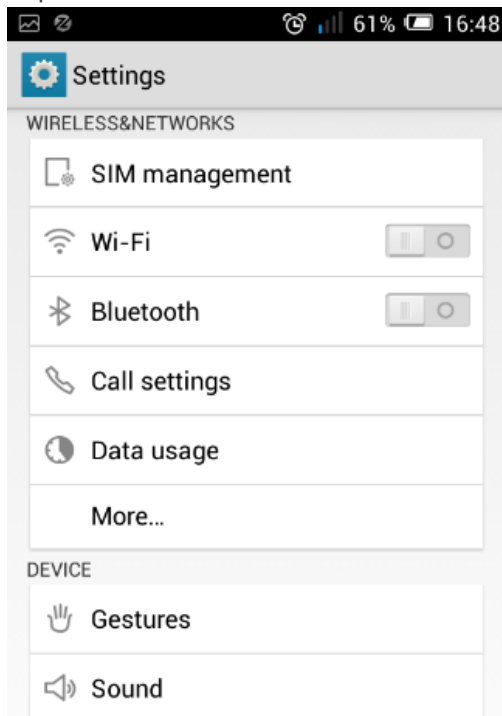 61% 16:48
Settings
WIRELESS&NETWORKS
SIM management
Wi-Fi
Bluetooth
Call settings
Data usage
More...
DEVICE
Gestures
Sound